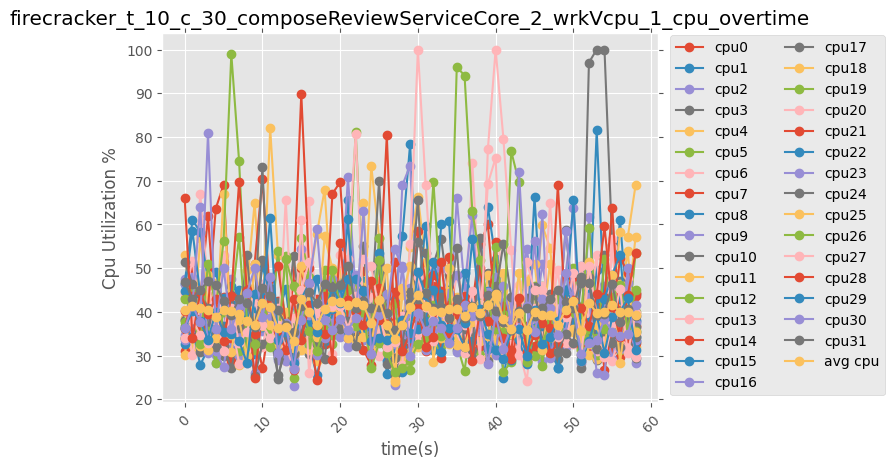 firecracker_t_10_c_30_composeReviewServiceCore_2_wrkVcpu_1_cpu_overtime
Cpu Utilization %
100
90
80
70
60
50
40
30
20
0
10
20
30
40
50
60
time(s)
cpu0
cpu1
cpu2
cpu3
cpu4
cpu5
cpu6
cpu7
cpu8
cpu9
cpu10
cpu11
cpu12
cpu13
cpu14
cpu15
cpu16
cpu17
cpu18
cpu19
cpu20
cpu21
cpu22
cpu23
cpu24
cpu25
cpu26
cpu27
cpu28
cpu29
cpu30
cpu31
avg cpu